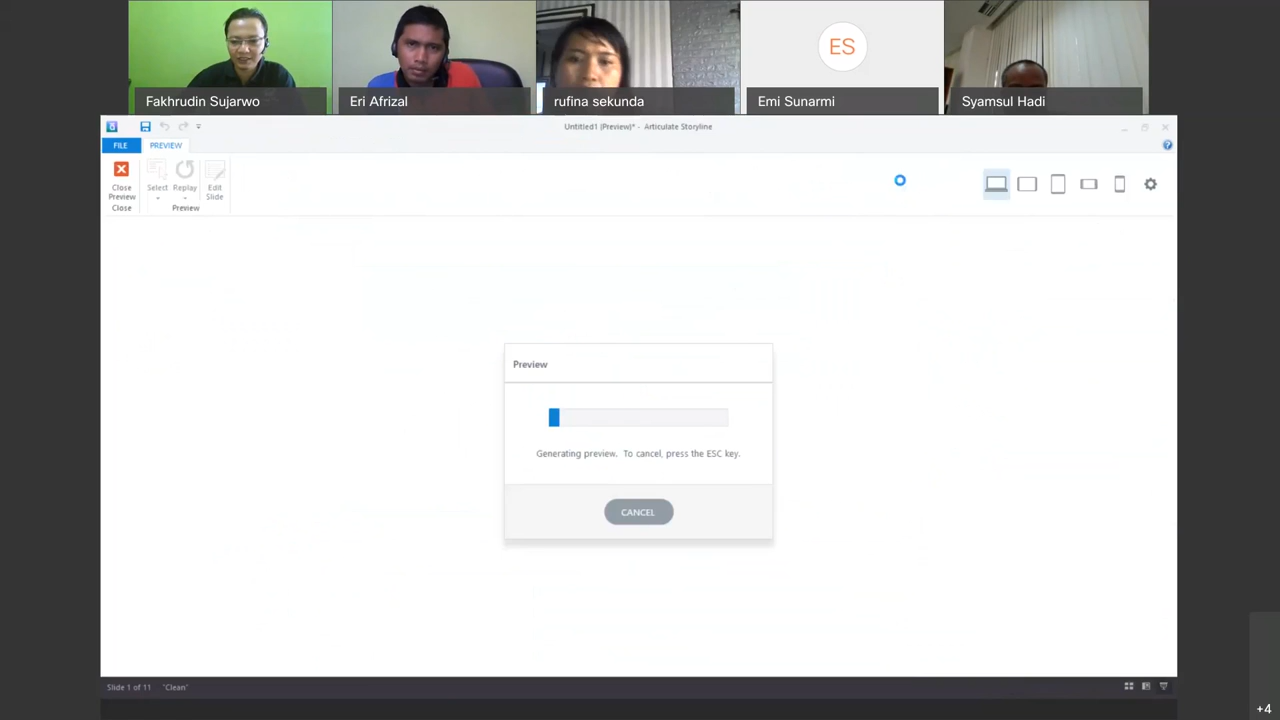 ES
Fakhrudin Sujarwo
Eri Afrizal
rufina sekunda
Emi Sunarmi
Syamsul Hadi
Untitled1 (Preview)* - Articulate Storyline
FILE
PREVIEW
Close Preview
Select
Replay
Edit Slide
Close
Preview
Preview
Generating preview. To cancel, press the ESC key.
CANCEL
Slide 1 of 11
'Clean'
+4